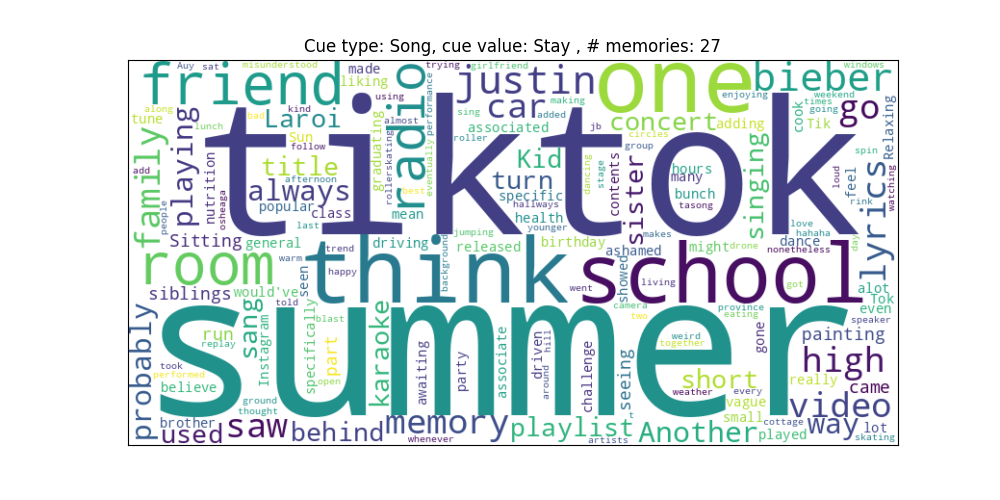 Cue type: Song, cue value: Stay , # memories: 27
Auy sat misunderstood made trying girlfriend windows
friend liking radio justin one bieber
along kind using performance car sing making added jb enjoying weekend times going go
tune Laroi almost associated concert adding cook Tik Relaxing
lunch bad Sun follow graduating rollerskating roller circles group spin
family playing nutrition title afternoon Kid dancing stage contents sister many hours singing loud rink watching
add osheaga always best eventually turn specific bunch tasong feel lyrics
people popular class mean hallways health younger
tiktok
last jumping birthday makes love hahaha day
Sitting general trend driving released ashamed might drone dance nonetheless
room warm seen happy background think went showed living school got alot
siblings would've told camera province Tok even
probably sang Instagram specifically blast karaoke two eating speaker
run replay part awaiting party associate driven around hill challenge weird together gone painting
took performed believe open seeing short weather every really high came
summer
ground thought vague small cottage video
brother used saw behind memory playlist Another played way lot
whenever artists skating